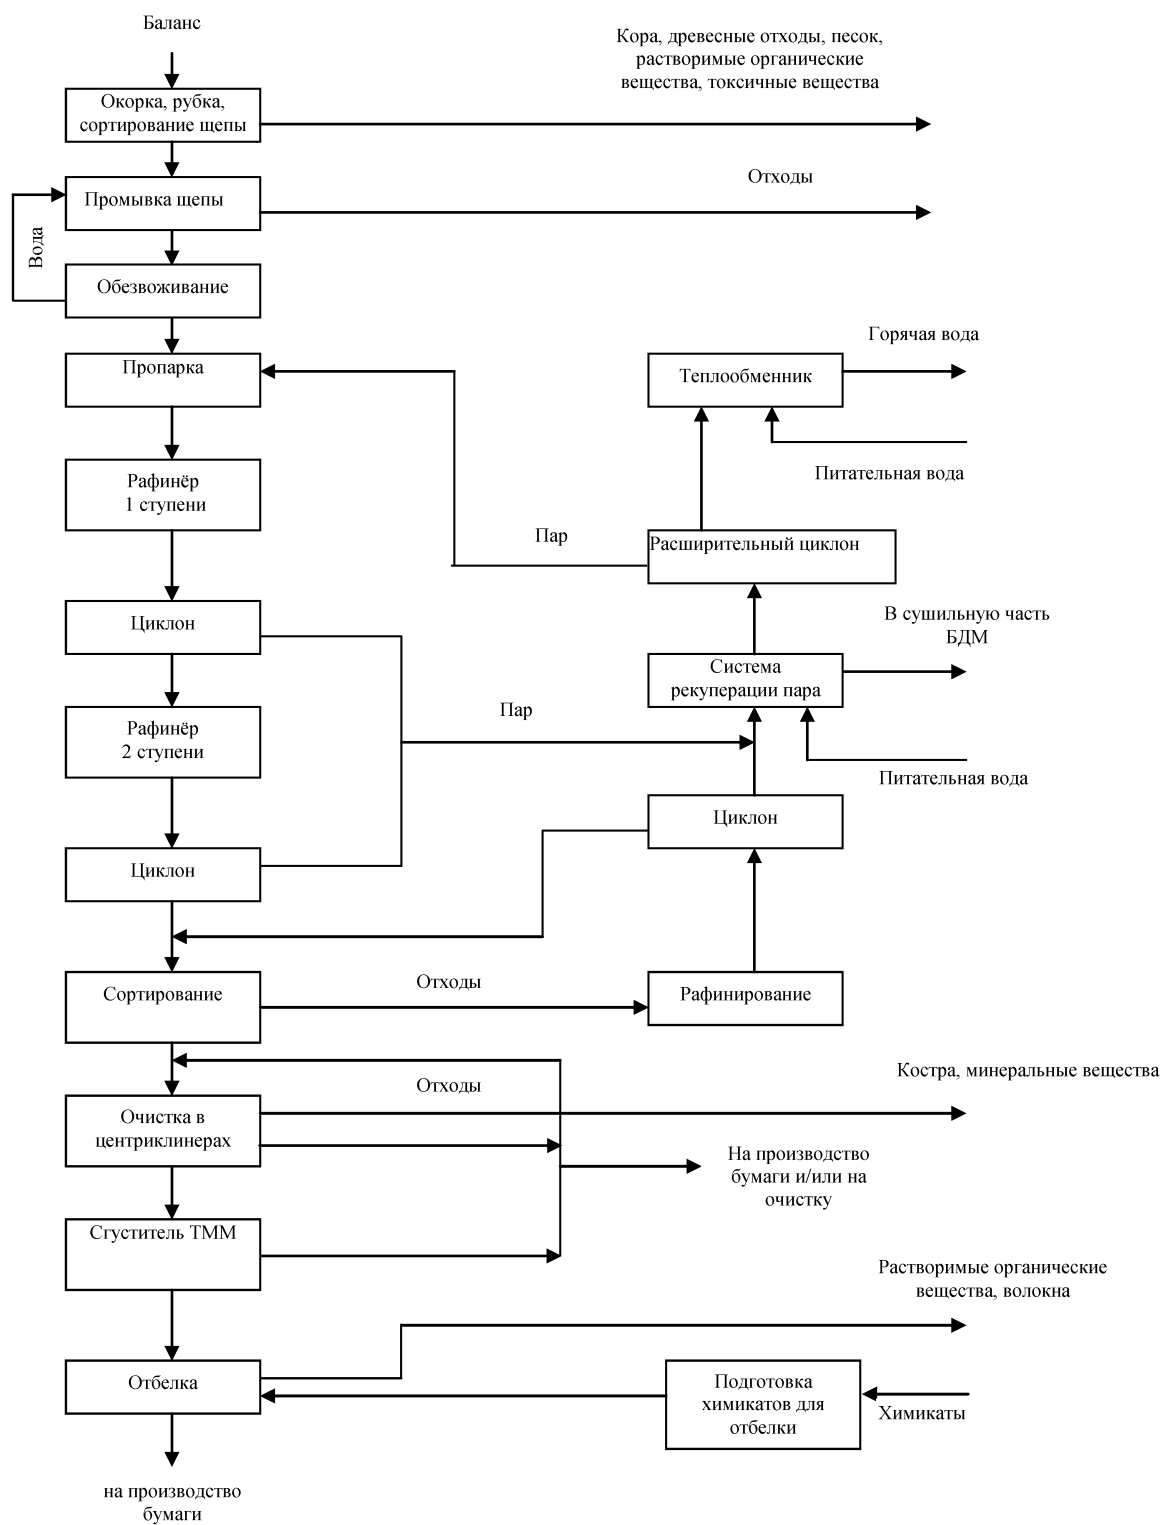 Баланс
Кора, древесные отходы, песок,
растворимые органические
вещества, токсичные вещества
Окорка, рубка,
сортирование щепы
Отходы
Промывка щепы
Вода
Обезвоживание
Горячая вода
Пропарка
Теплообменник
Питательная вода
Рафинёр
1 ступени
Пар
Расширительный циклон
В сушильную часть
БДМ
Циклон
Система
рекуперации пара
Пар
Рафинёр
2 ступени
Питательная вода
Циклон
Циклон
Отходы
Сортирование
Рафинирование
Костра, минеральные вещества
Отходы
Очистка в
центриклинерах
На производство
бумаги и/или на
очистку
Сгуститель ТММ
Растворимые органические
вещества, волокна
Отбелка
Подготовка
химикатов для
отбелки
Химикаты
на производство
бумаги